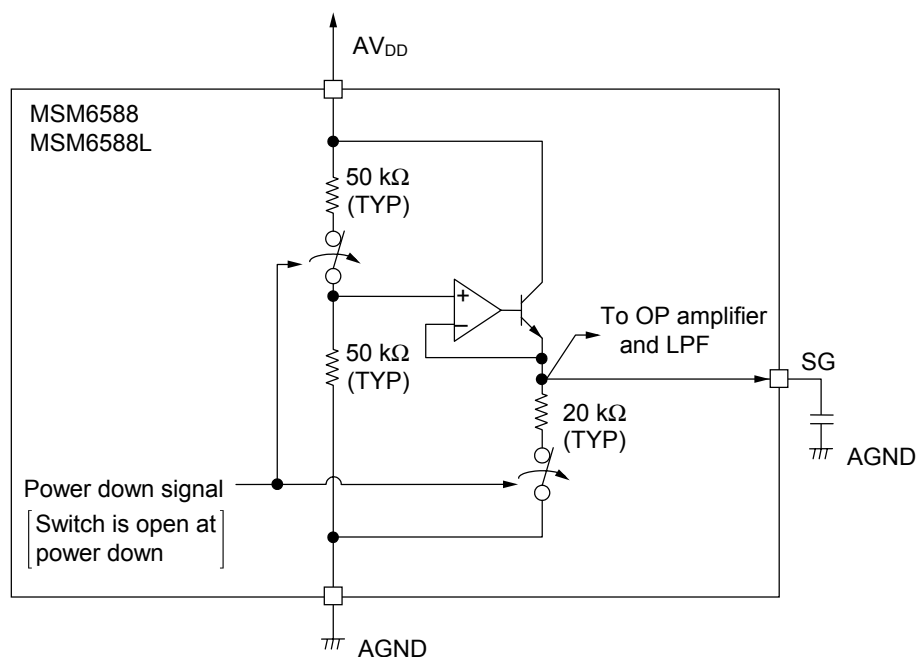 AVDD
MSM6588
MSM6588L
50 kΩ
(TYP)
+
−
To OP amplifier
and LPF
50 kΩ
(TYP)
SG
20 kΩ
(TYP)
AGND
Power down signal
[Switch is open at
power down]
AGND